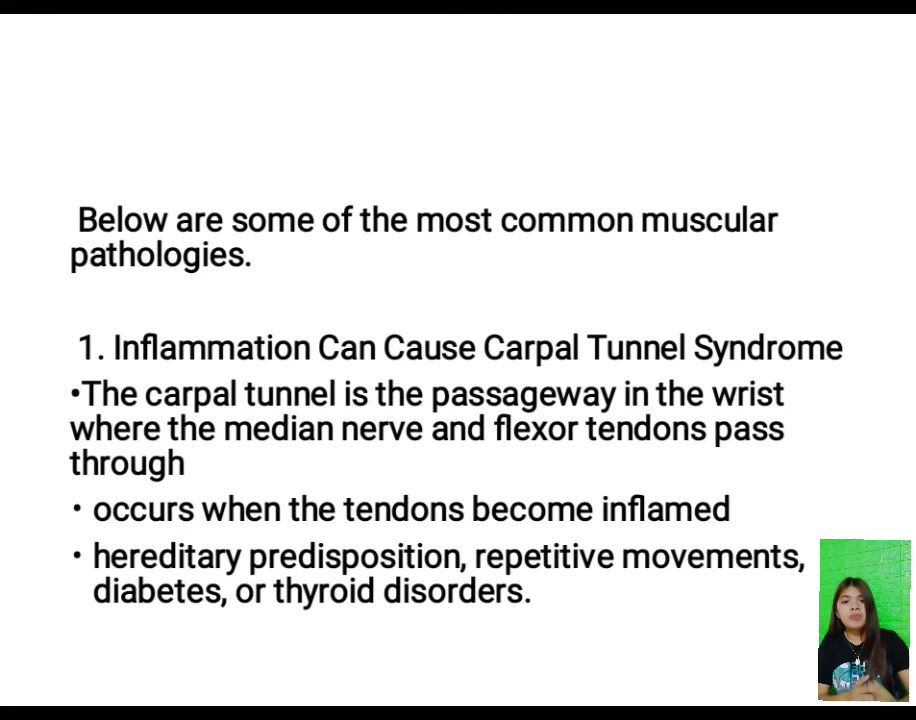 Below are some of the most common muscular
pathologies.
1. Inflammation Can Cause Carpal Tunnel Syndrome
•The carpal tunnel is the passageway in the wrist
where the median nerve and flexor tendons pass
through
• occurs when the tendons become inflamed
• hereditary predisposition, repetitive movements,
diabetes, or thyroid disorders.